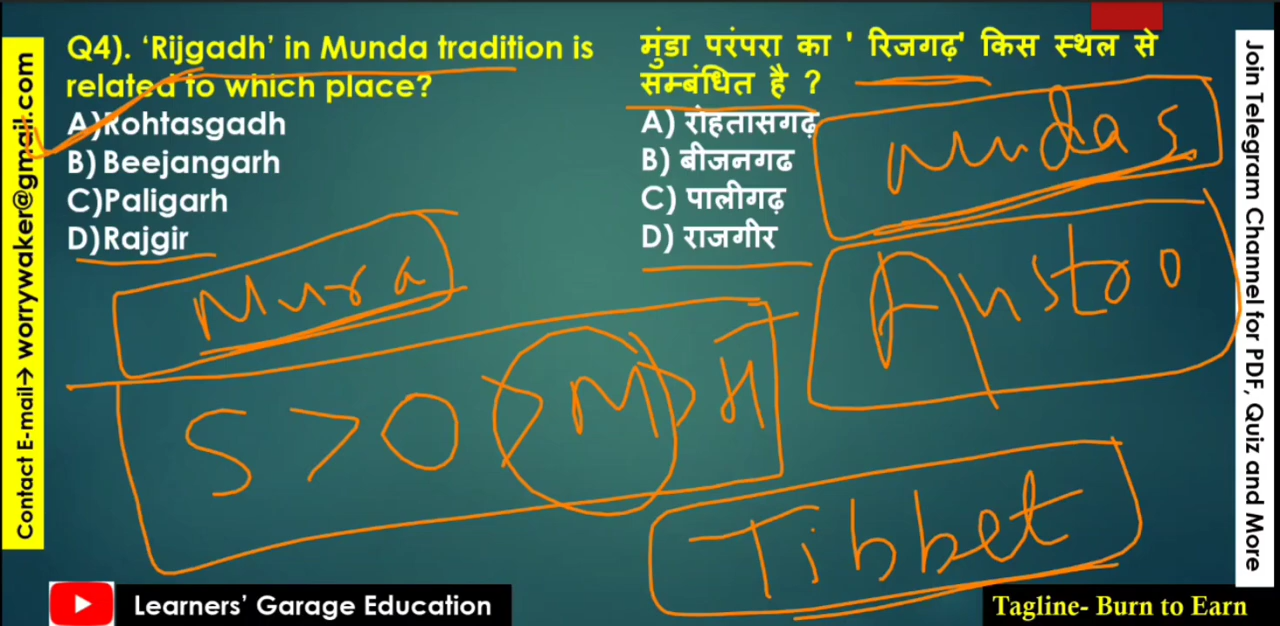 Q4). ‘Rijgadh’ in Munda tradition is
related to which place?
A)Rohtasgadh
B) Beejangarh
C)Paligarh
D)Rajgir
मुंडा परंपरा का ' रिजगढ़' किस स्थल से
सम्बंधित है ?
A) रोहतासगढ़
B) बीजनगढ
C) पालीगढ़
D) राजगीर
Mundas
Austro
Mura
S > O > M > म
Tibbet
Contact E-mail→ worrywaker@gmail.com
Join Telegram Channel for PDF, Quiz and More
Learners’ Garage Education
Tagline- Burn to Earn